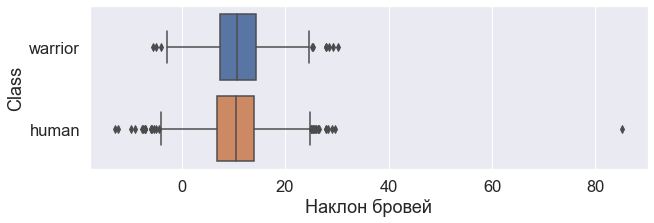 warrior
human
Class
0 20 40 60 80
Наклон бровей